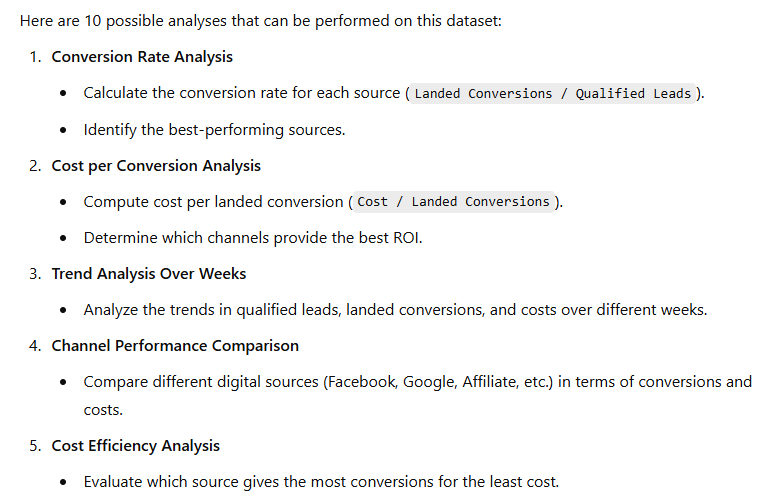 Here are 10 possible analyses that can be performed on this dataset:
1. Conversion Rate Analysis
• Calculate the conversion rate for each source ( Landed Conversions / Qualified Leads ).
• Identify the best-performing sources.
2. Cost per Conversion Analysis
• Compute cost per landed conversion ( Cost / Landed Conversions ).
• Determine which channels provide the best ROI.
3. Trend Analysis Over Weeks
• Analyze the trends in qualified leads, landed conversions, and costs over different weeks.
4. Channel Performance Comparison
• Compare different digital sources (Facebook, Google, Affiliate, etc.) in terms of conversions and
costs.
5. Cost Efficiency Analysis
• Evaluate which source gives the most conversions for the least cost.